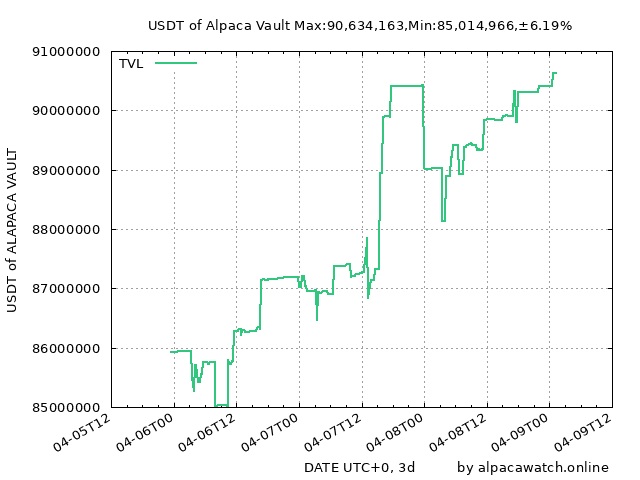 USDT of Alpaca Vault Max:90,634,163,Min:85,014,966,±6.19%
TVL
91000000
90000000
89000000
88000000
87000000
86000000
85000000
USDT of ALAPACA VAULT
04-05T12
04-06T00
04-06T12
04-07T00
04-07T12
04-08T00
04-08T12
04-09T00
04-09T12
DATE UTC+0, 3d
by alpacawatch.online